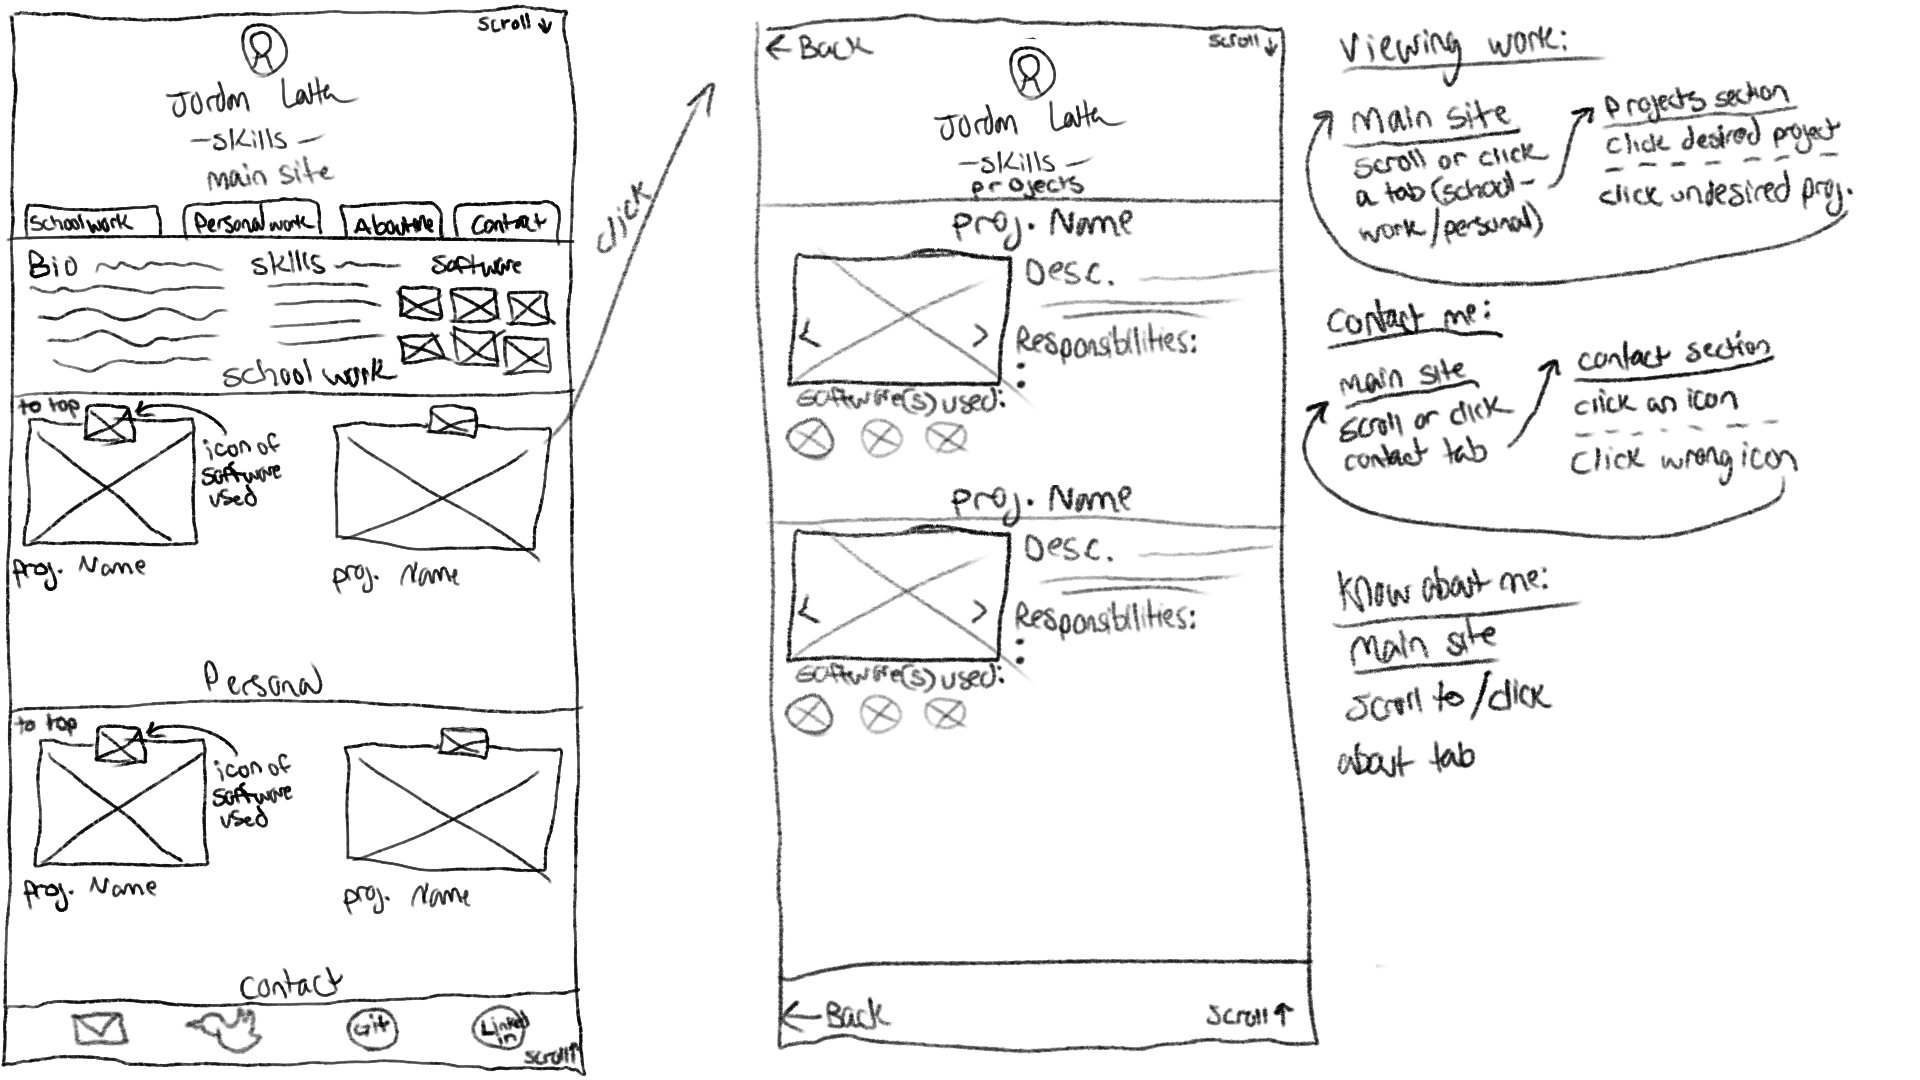 scroll ↓
Jordan Latta
-skills-
main site
Schoolwork
Personal work
About me
Contact
Bio
skills
Software
school work
to top
icon of
software
used
proj. Name
proj. Name
Personal
to top
icon of
software
used
proj. Name
proj. Name
contact
Git
Linked
in
scroll↑
click
← Back
scroll↓
Jordan Latta
-skills-
projects
proj. Name
Desc.
< >
Responsibilities:
software(s) used:
proj. Name
Desc.
< >
Responsibilities:
software(s) used:
← Back
scroll↑
Viewing work:
Main site
scroll or click
a tab (school-
work/personal)
projects section
click desired project
click undesired proj.
Contact me:
main site
scroll or click
contact tab
contact section
click an icon
click wrong icon
Know about me:
Main site
scroll to/click
about tab